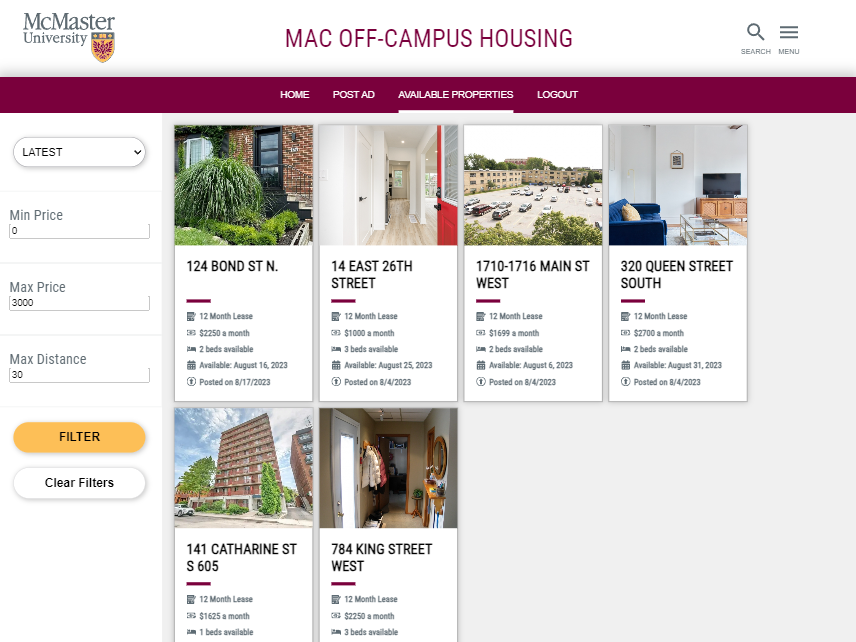 McMaster
University
MAC OFF-CAMPUS HOUSING
SEARCH
MENU
HOME
POST AD
AVAILABLE PROPERTIES
LOGOUT
LATEST
Min Price
0
Max Price
3000
Max Distance
30
FILTER
Clear Filters
124 BOND ST N.
12 Month Lease
$2250 a month
2 beds available
Available: August 16, 2023
Posted on 8/17/2023
14 EAST 26TH
STREET
12 Month Lease
$1000 a month
3 beds available
Available: August 25, 2023
Posted on 8/4/2023
1710-1716 MAIN ST
WEST
12 Month Lease
$1699 a month
2 beds available
Available: August 6, 2023
Posted on 8/4/2023
320 QUEEN STREET
SOUTH
12 Month Lease
$2700 a month
2 beds available
Available: August 31, 2023
Posted on 8/4/2023
141 CATHARINE ST
S 605
12 Month Lease
$1625 a month
1 beds available
784 KING STREET
WEST
12 Month Lease
$2250 a month
3 beds available